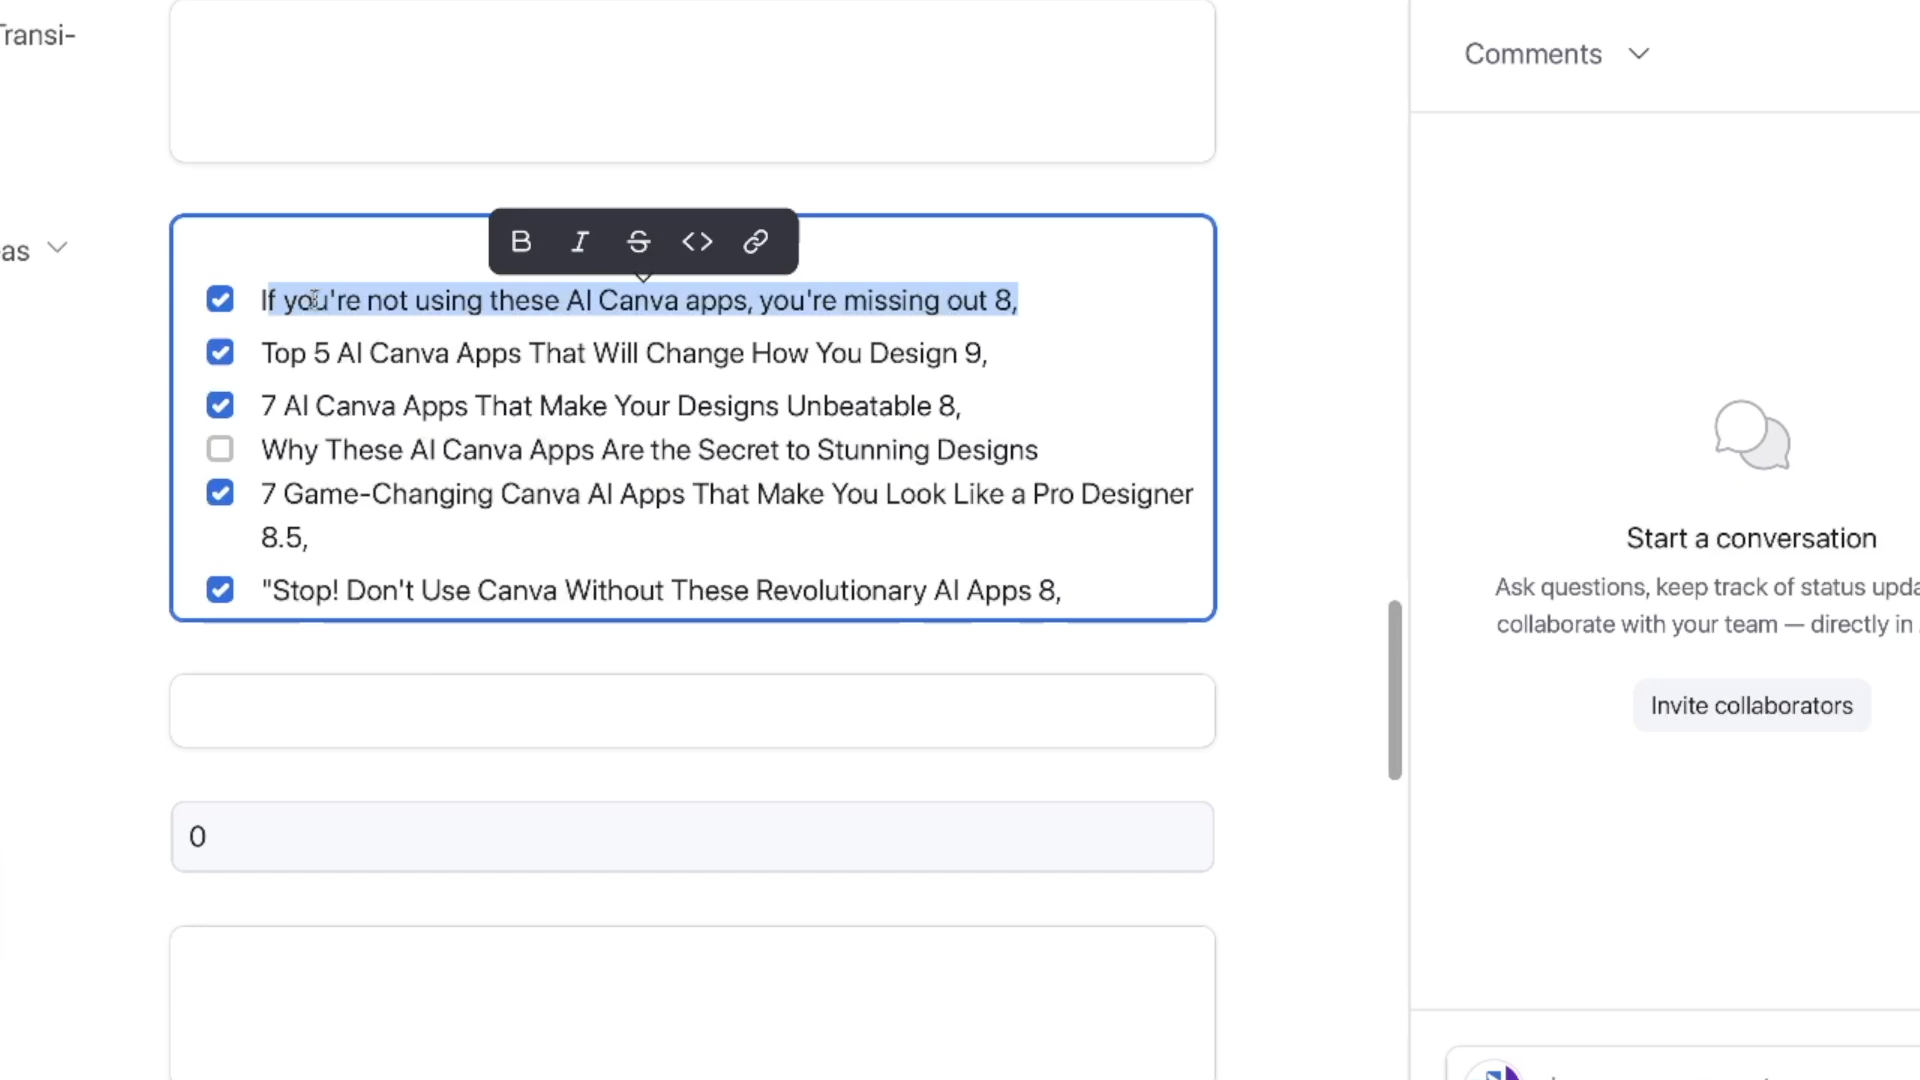 Transi-
Comments
as
B I S <>
If you're not using these AI Canva apps, you're missing out 8,
Top 5 AI Canva Apps That Will Change How You Design 9,
7 AI Canva Apps That Make Your Designs Unbeatable 8,
Why These AI Canva Apps Are the Secret to Stunning Designs
7 Game-Changing Canva AI Apps That Make You Look Like a Pro Designer
8.5,
"Stop! Don't Use Canva Without These Revolutionary AI Apps 8,
Start a conversation
Ask questions, keep track of status upda
collaborate with your team — directly in
Invite collaborators
0